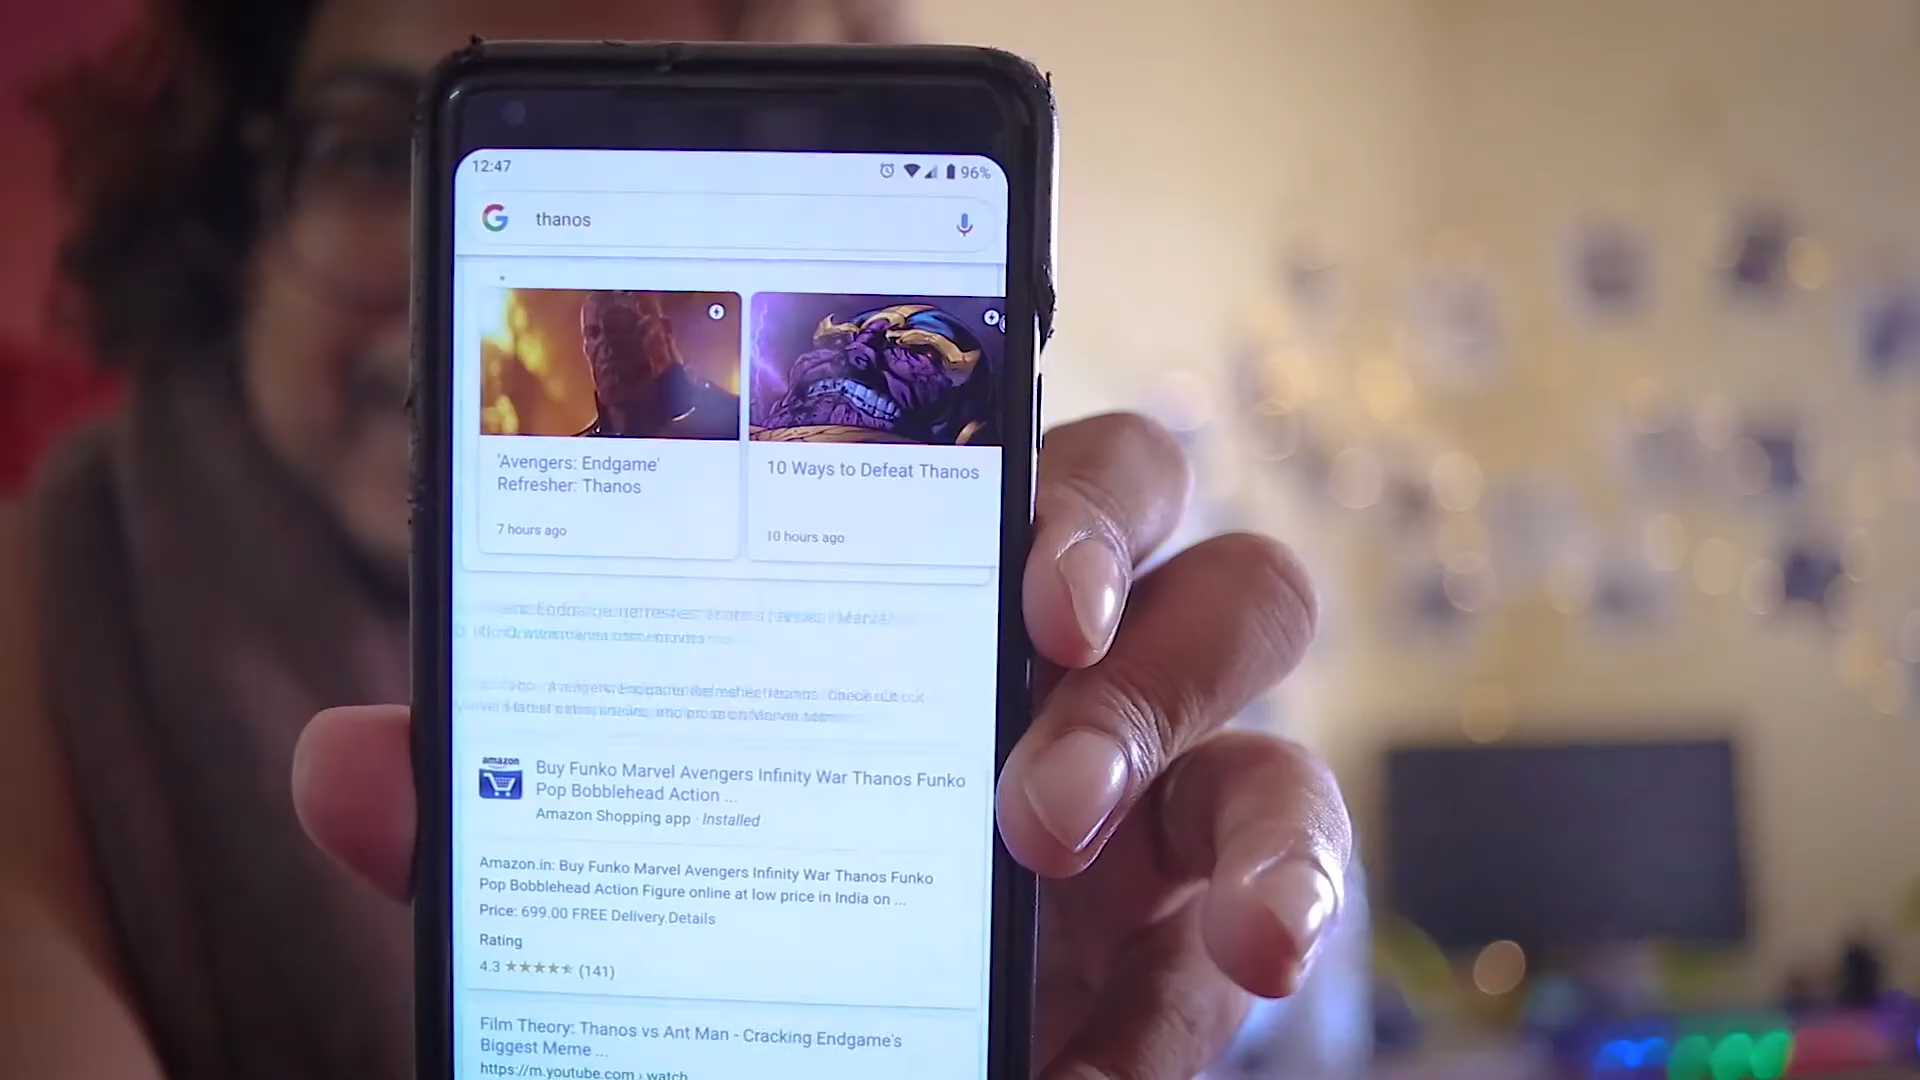 12:47
96%
G thanos
'Avengers: Endgame'
Refresher: Thanos
7 hours ago
10 Ways to Defeat Thanos
10 hours ago
amazon
Buy Funko Marvel Avengers Infinity War Thanos Funko
Pop Bobblehead Action ...
Amazon Shopping app · Installed
Amazon.in: Buy Funko Marvel Avengers Infinity War Thanos Funko
Pop Bobblehead Action Figure online at low price in India on ...
Price: 699.00 FREE Delivery.Details
Rating
4.3 ★★★★★ (141)
Film Theory: Thanos vs Ant Man - Cracking Endgame's
Biggest Meme ...
https://m.youtube.com › watch